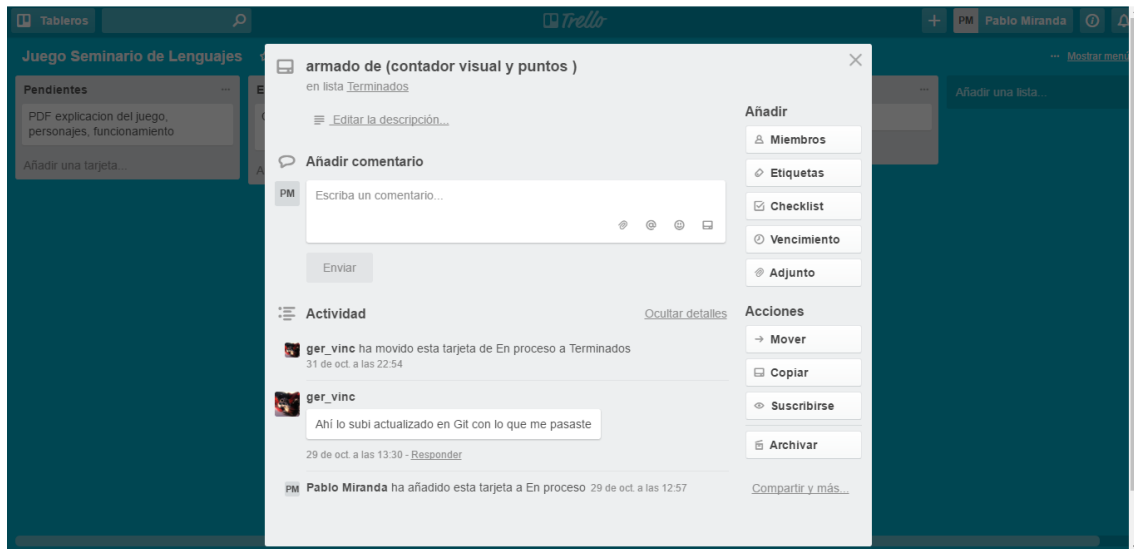 Tableros
Trello
PM Pablo Miranda
Juego Seminario de Lenguajes
Mostrar menú
Pendientes
PDF explicacion del juego,
personajes, funcionamiento
Añadir una tarjeta...
Añadir una lista...
armado de (contador visual y puntos )
en lista Terminados
Editar la descripción...
Añadir comentario
PM
Escriba un comentario...
Enviar
Actividad
Ocultar detalles
ger_vinc ha movido esta tarjeta de En proceso a Terminados
31 de oct. a las 22:54
ger_vinc
Ahí lo subi actualizado en Git con lo que me pasaste
29 de oct. a las 13:30 - Responder
PM Pablo Miranda ha añadido esta tarjeta a En proceso 29 de oct. a las 12:57
Añadir
Miembros
Etiquetas
Checklist
Vencimiento
Adjunto
Acciones
Mover
Copiar
Suscribirse
Archivar
Compartir y más...